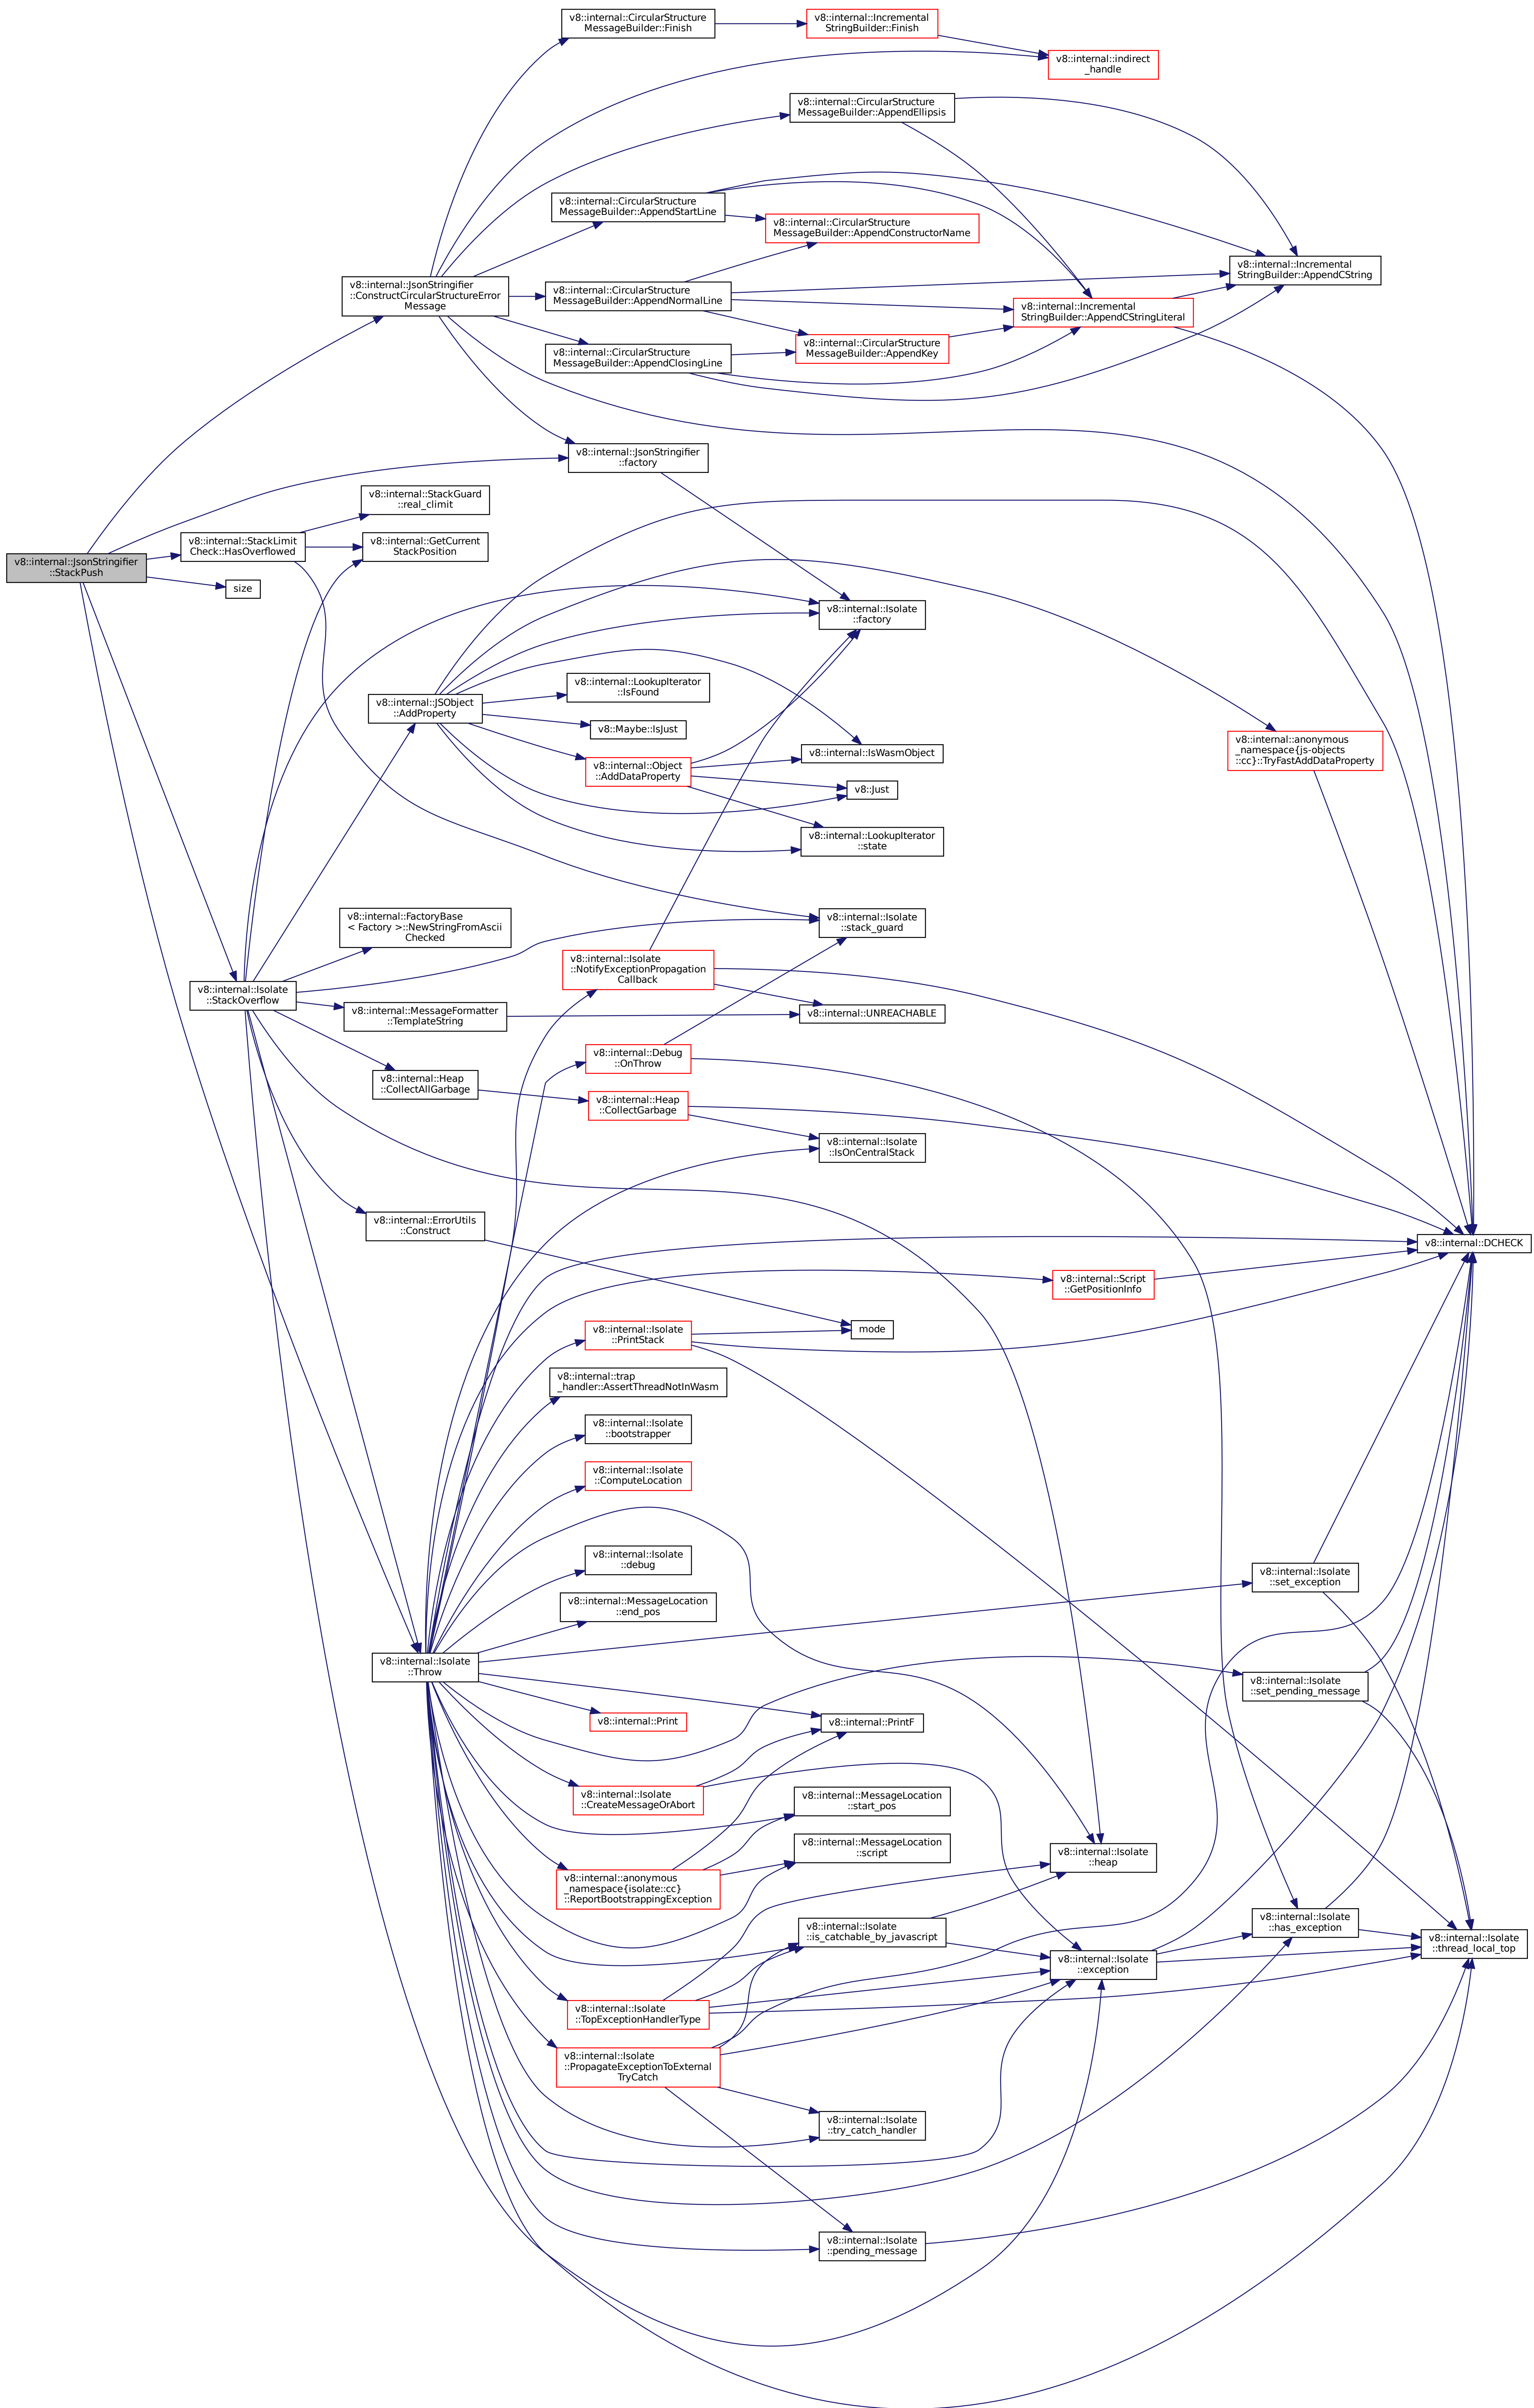 v8::internal::CircularStructure
MessageBuilder::Finish
v8::internal::Incremental
StringBuilder::Finish
v8::internal::indirect
_handle
v8::internal::CircularStructure
MessageBuilder::AppendEllipsis
v8::internal::CircularStructure
MessageBuilder::AppendStartLine
v8::internal::CircularStructure
MessageBuilder::AppendConstructorName
v8::internal::Incremental
StringBuilder::AppendCString
v8::internal::JsonStringifier
::ConstructCircularStructureError
Message
v8::internal::CircularStructure
MessageBuilder::AppendNormalLine
v8::internal::Incremental
StringBuilder::AppendCStringLiteral
v8::internal::CircularStructure
MessageBuilder::AppendKey
v8::internal::CircularStructure
MessageBuilder::AppendClosingLine
v8::internal::JsonStringifier
::factory
v8::internal::StackGuard
::real_climit
v8::internal::StackLimit
Check::HasOverflowed
v8::internal::GetCurrent
StackPosition
v8::internal::JsonStringifier
::StackPush
size
v8::internal::Isolate
::factory
v8::internal::LookupIterator
::IsFound
v8::internal::JSObject
::AddProperty
v8::Maybe::IsJust
v8::internal::IsWasmObject
v8::internal::anonymous
_namespace{js-objects
::cc}::TryFastAddDataProperty
v8::internal::Object
::AddDataProperty
v8::Just
v8::internal::LookupIterator
::state
v8::internal::FactoryBase
< Factory >::NewStringFromAscii
Checked
v8::internal::Isolate
::stack_guard
v8::internal::Isolate
::NotifyExceptionPropagation
Callback
v8::internal::Isolate
::StackOverflow
v8::internal::MessageFormatter
::TemplateString
v8::internal::UNREACHABLE
v8::internal::Debug
::OnThrow
v8::internal::Heap
::CollectAllGarbage
v8::internal::Heap
::CollectGarbage
v8::internal::Isolate
::IsOnCentralStack
v8::internal::ErrorUtils
::Construct
v8::internal::DCHECK
v8::internal::Script
::GetPositionInfo
mode
v8::internal::Isolate
::PrintStack
v8::internal::trap
_handler::AssertThreadNotInWasm
v8::internal::Isolate
::bootstrapper
v8::internal::Isolate
::ComputeLocation
v8::internal::Isolate
::debug
v8::internal::Isolate
::set_exception
v8::internal::MessageLocation
::end_pos
v8::internal::Isolate
::Throw
v8::internal::Isolate
::set_pending_message
v8::internal::Print
v8::internal::PrintF
v8::internal::Isolate
::CreateMessageOrAbort
v8::internal::MessageLocation
::start_pos
v8::internal::MessageLocation
::script
v8::internal::Isolate
::heap
v8::internal::anonymous
_namespace{isolate::cc}
::ReportBootstrappingException
v8::internal::Isolate
::has_exception
v8::internal::Isolate
::is_catchable_by_javascript
v8::internal::Isolate
::thread_local_top
v8::internal::Isolate
::exception
v8::internal::Isolate
::TopExceptionHandlerType
v8::internal::Isolate
::PropagateExceptionToExternal
TryCatch
v8::internal::Isolate
::try_catch_handler
v8::internal::Isolate
::pending_message